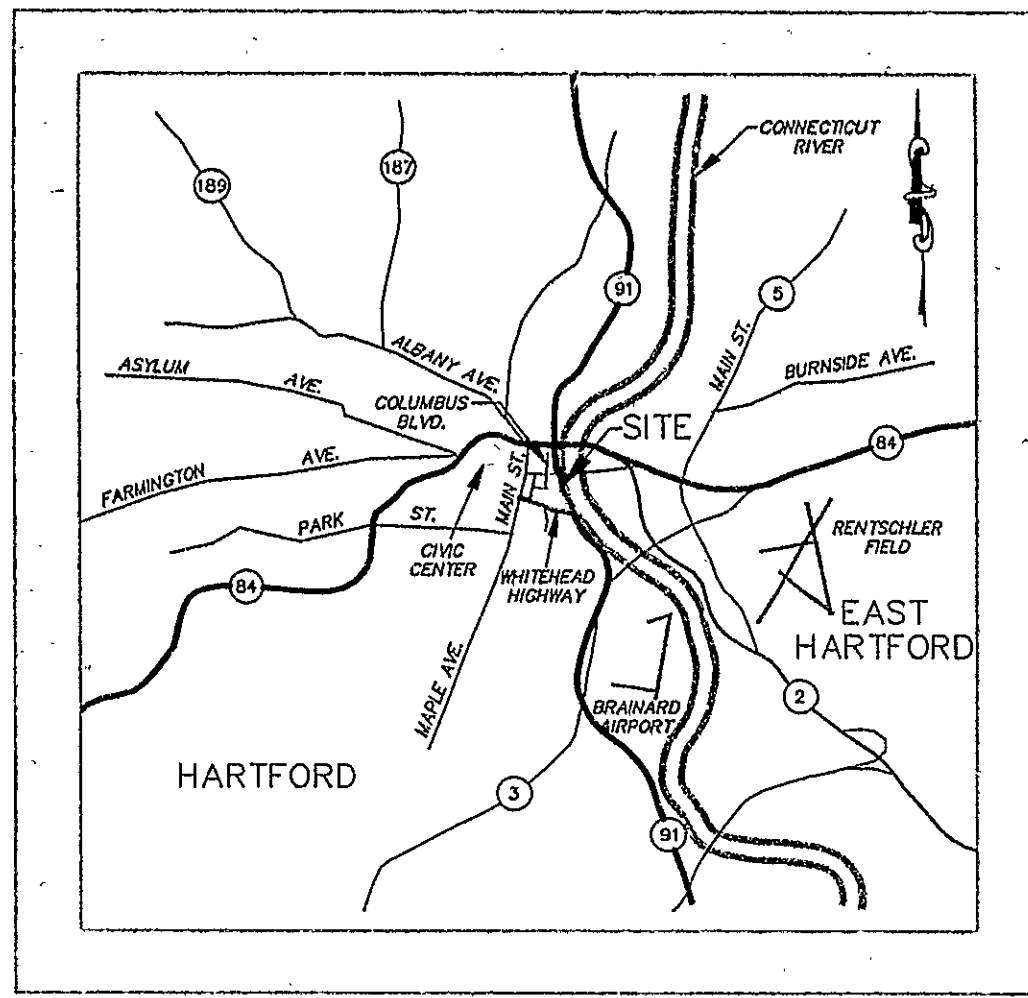 CONNECTICUT
RIVER
189
187
91
5
MAIN ST.
BURNSIDE AVE.
ALBANY AVE.
ASYLUM AVE.
COLUMBUS
BLVD.
SITE
84
FARMINGTON AVE.
MAIN ST.
PARK ST.
CIVIC
CENTER
WHITEHEAD
HIGHWAY
RENTSCHLER
FIELD
84
EAST
HARTFORD
MAPLE AVE.
BRAINARD
AIRPORT
2
HARTFORD
3
91